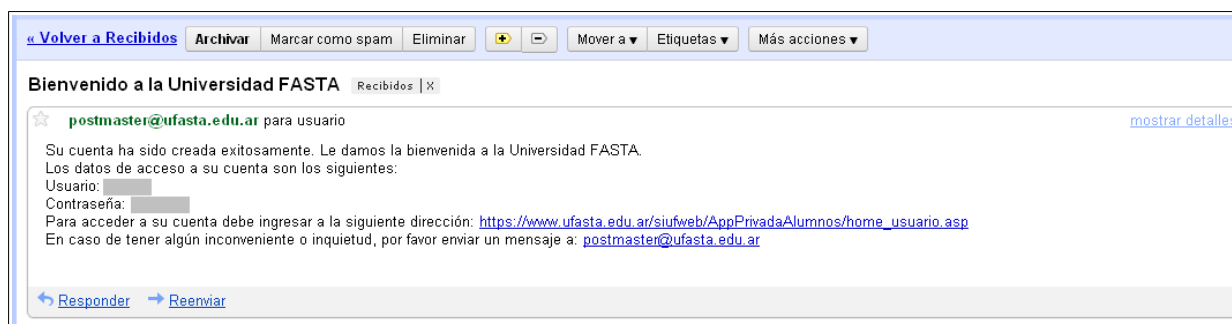 « Volver a Recibidos Archivar Marcar como spam Eliminar Mover a ▼ Etiquetas ▼ Más acciones ▼
Bienvenido a la Universidad FASTA Recibidos | X
postmaster@ufasta.edu.ar para usuario mostrar detalles
Su cuenta ha sido creada exitosamente. Le damos la bienvenida a la Universidad FASTA.
Los datos de acceso a su cuenta son los siguientes:
Usuario:
Contraseña:
Para acceder a su cuenta debe ingresar a la siguiente dirección: https://www.ufasta.edu.ar/siufweb/AppPrivadaAlumnos/home_usuario.asp
En caso de tener algún inconveniente o inquietud, por favor enviar un mensaje a: postmaster@ufasta.edu.ar
Responder Reenviar